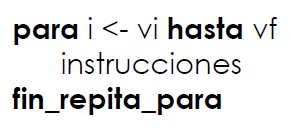 para i <- vi hasta vf
instrucciones
fin_repita_para